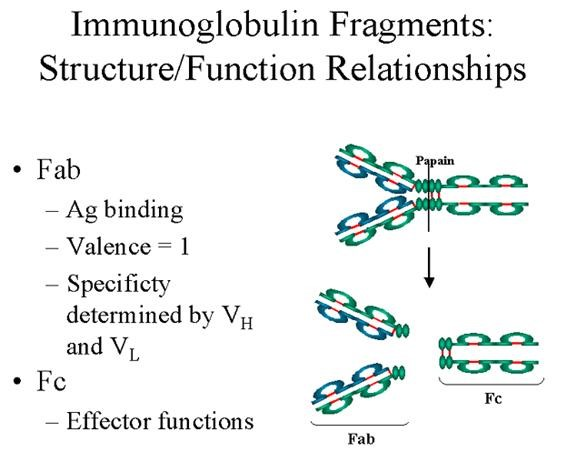 Immunoglobulin Fragments:
Structure/Function Relationships
• Fab
– Ag binding
– Valence = 1
– Specificty
determined by VH
and VL
• Fc
– Effector functions
Papain
Fc
Fab